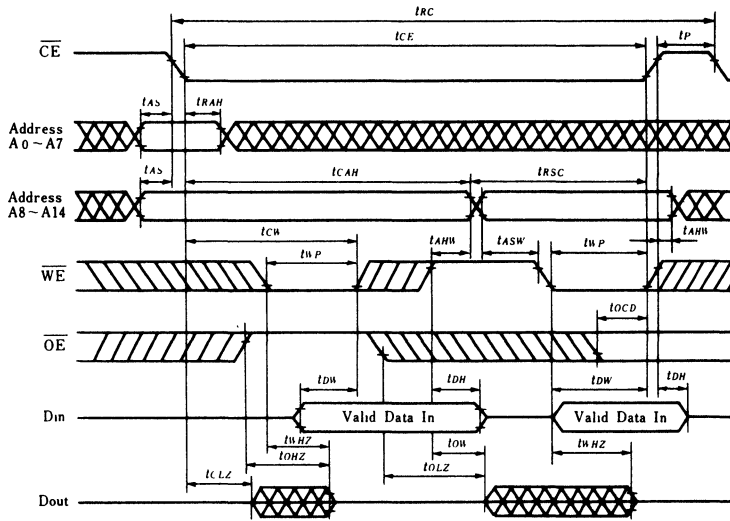 tRC
tCE
tP
CE
tAS
tRAH
Address
A0~A7
tAS
tCAH
tRSC
Address
A8~A14
tCW
tAHW
tWP
tAHW
tASW
tWP
WE
tOCD
OE
tDW
tDH
tDW
tDH
Din
Valid Data In
Valid Data In
tWHZ
tOW
tWHZ
tOHZ
tOLZ
tCLZ
Dout